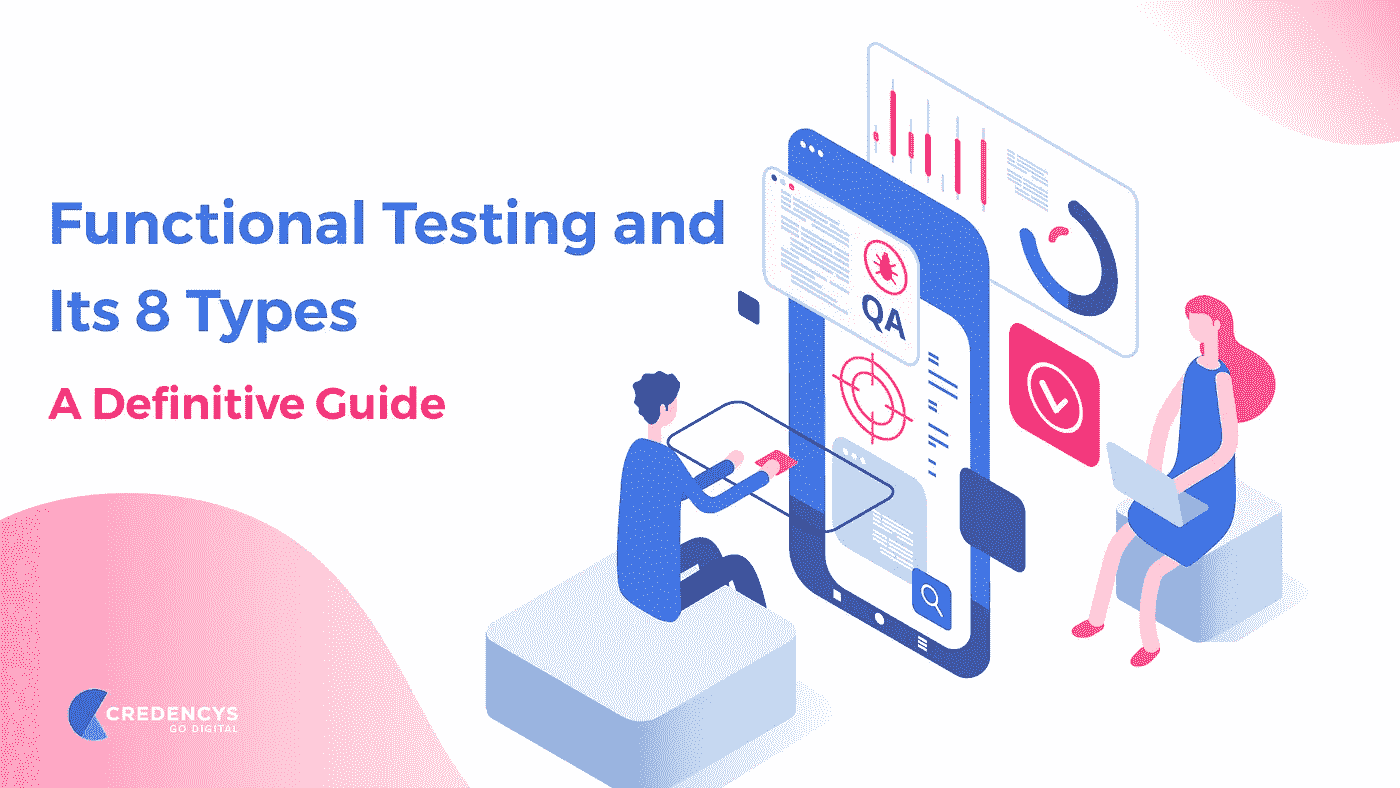 Functional Testing and
Its 8 Types
A Definitive Guide
QA
CREDENCYS
GO DIGITAL